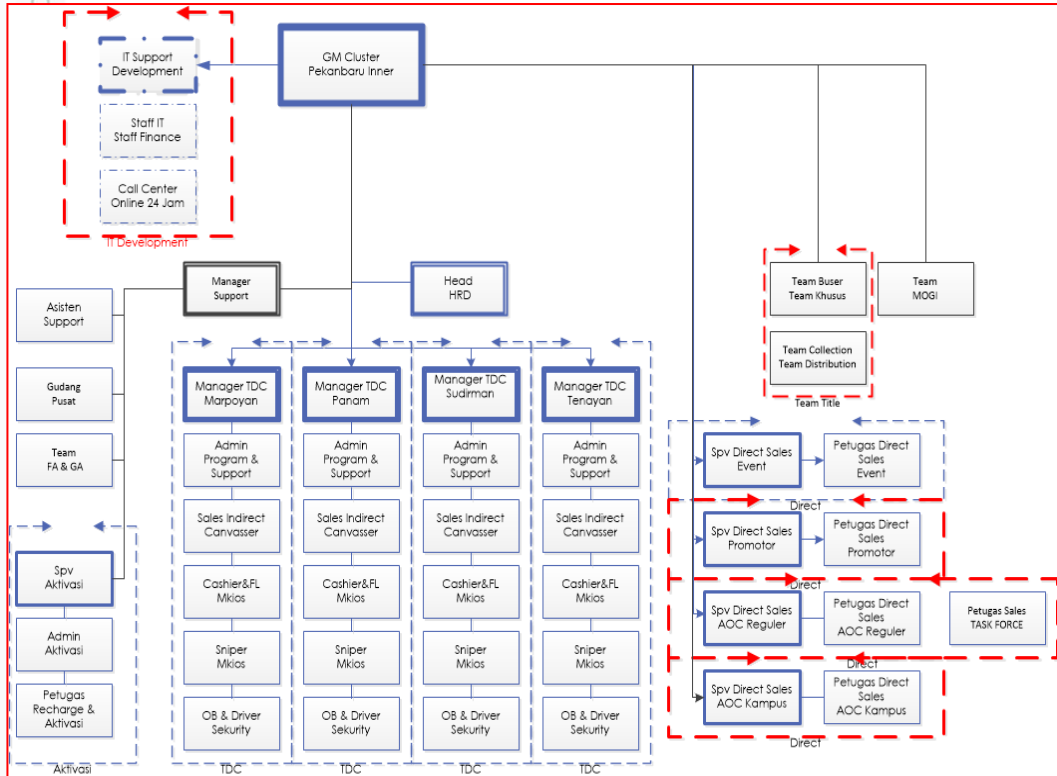 IT Support
Development
GM Cluster
Pekanbaru Inner
Staff IT
Staff Finance
Call Center
Online 24 Jam
IT Development
Manager
Support
Head
HRD
Team Buser
Team Khusus
Team
MOGI
Asisten
Support
Team Collection
Team Distribution
Team Title
Gudang
Pusat
Team
FA & GA
Manager TDC
Marpoyan
Manager TDC
Panam
Manager TDC
Sudirman
Manager TDC
Tenayan
Admin
Program &
Support
Admin
Program &
Support
Admin
Program &
Support
Admin
Program &
Support
Sales Indirect
Canvasser
Sales Indirect
Canvasser
Sales Indirect
Canvasser
Sales Indirect
Canvasser
Cashier&FL
Mkios
Cashier&FL
Mkios
Cashier&FL
Mkios
Cashier&FL
Mkios
Sniper
Mkios
Sniper
Mkios
Sniper
Mkios
Sniper
Mkios
OB & Driver
Sekurity
OB & Driver
Sekurity
OB & Driver
Sekurity
OB & Driver
Sekurity
TDC
TDC
TDC
TDC
Spv
Aktivasi
Admin
Aktivasi
Petugas
Recharge &
Aktivasi
Aktivasi
Spv Direct Sales
Event
Petugas Direct
Sales
Event
Direct
Spv Direct Sales
Promotor
Petugas Direct
Sales
Promotor
Direct
Spv Direct Sales
AOC Reguler
Petugas Direct
Sales
AOC Reguler
Petugas Sales
TASK FORCE
Direct
Spv Direct Sales
AOC Kampus
Petugas Direct
Sales
AOC Kampus
Direct